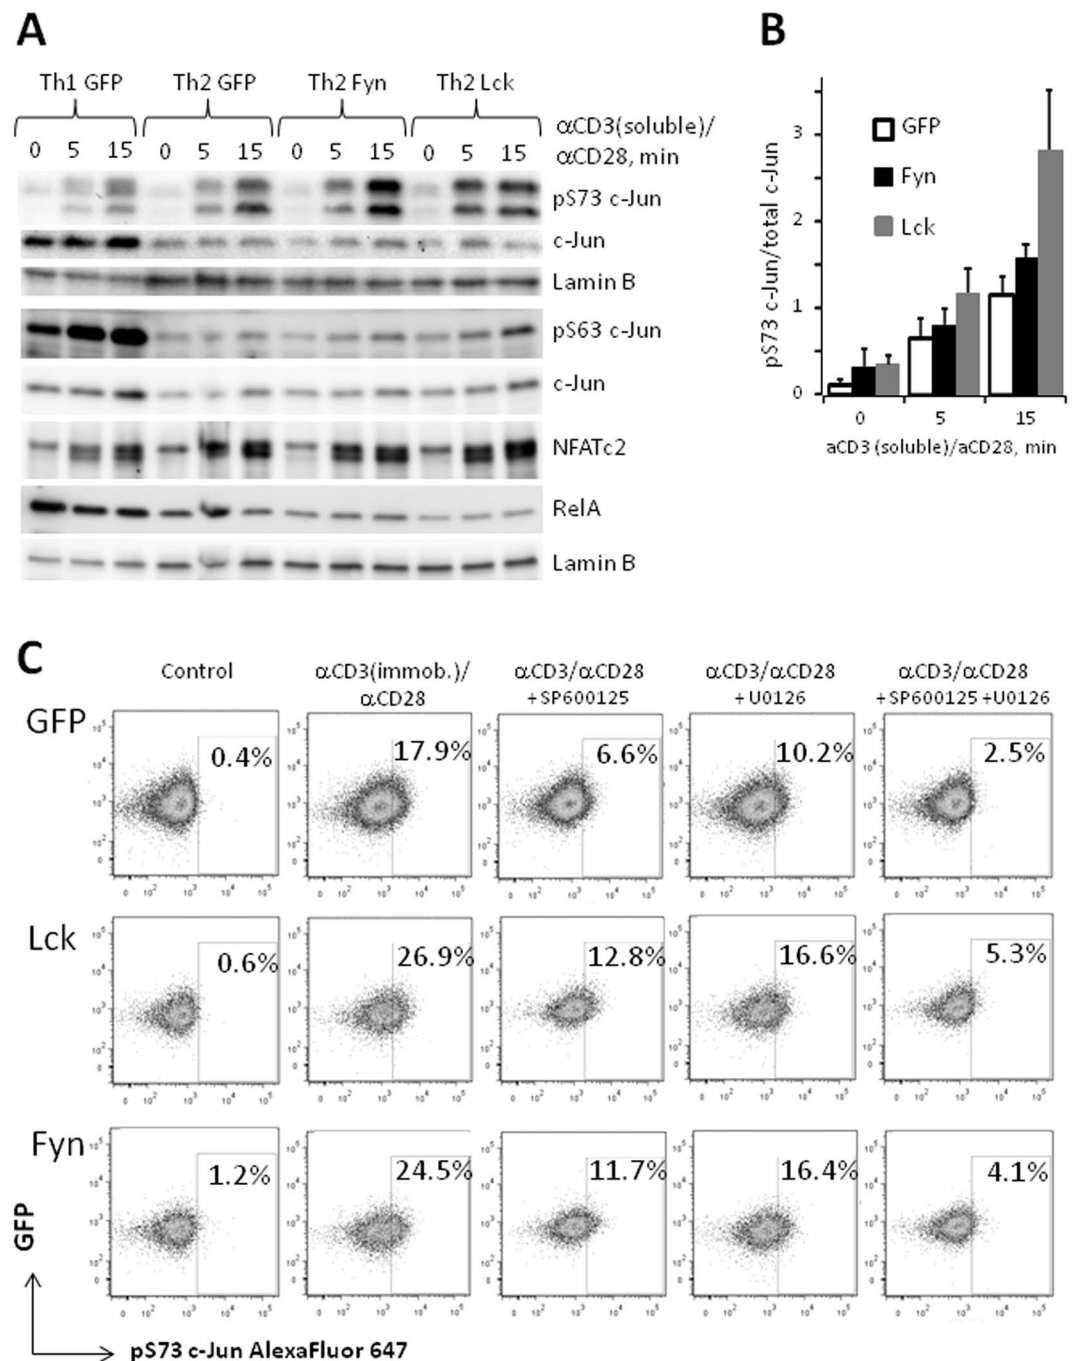 A
Th1 GFP Th2 GFP Th2 Fyn Th2 Lck
αCD3(soluble)/
0 5 15 0 5 15 0 5 15 0 5 15 αCD28, min
pS73 c-Jun
c-Jun
Lamin B
pS63 c-Jun
c-Jun
NFATc2
RelA
Lamin B
B
pS73 c-Jun/total c-Jun
3
2
1
0
GFP
Fyn
Lck
0 5 15
aCD3 (soluble)/aCD28, min
C
Control αCD3(immob.)/ αCD3/αCD28 αCD3/αCD28 αCD3/αCD28
αCD28 +SP600125 +U0126 +SP600125 +U0126
GFP
0.4% 17.9% 6.6% 10.2% 2.5%
Lck
0.6% 26.9% 12.8% 16.6% 5.3%
Fyn
1.2% 24.5% 11.7% 16.4% 4.1%
GFP
pS73 c-Jun AlexaFluor 647